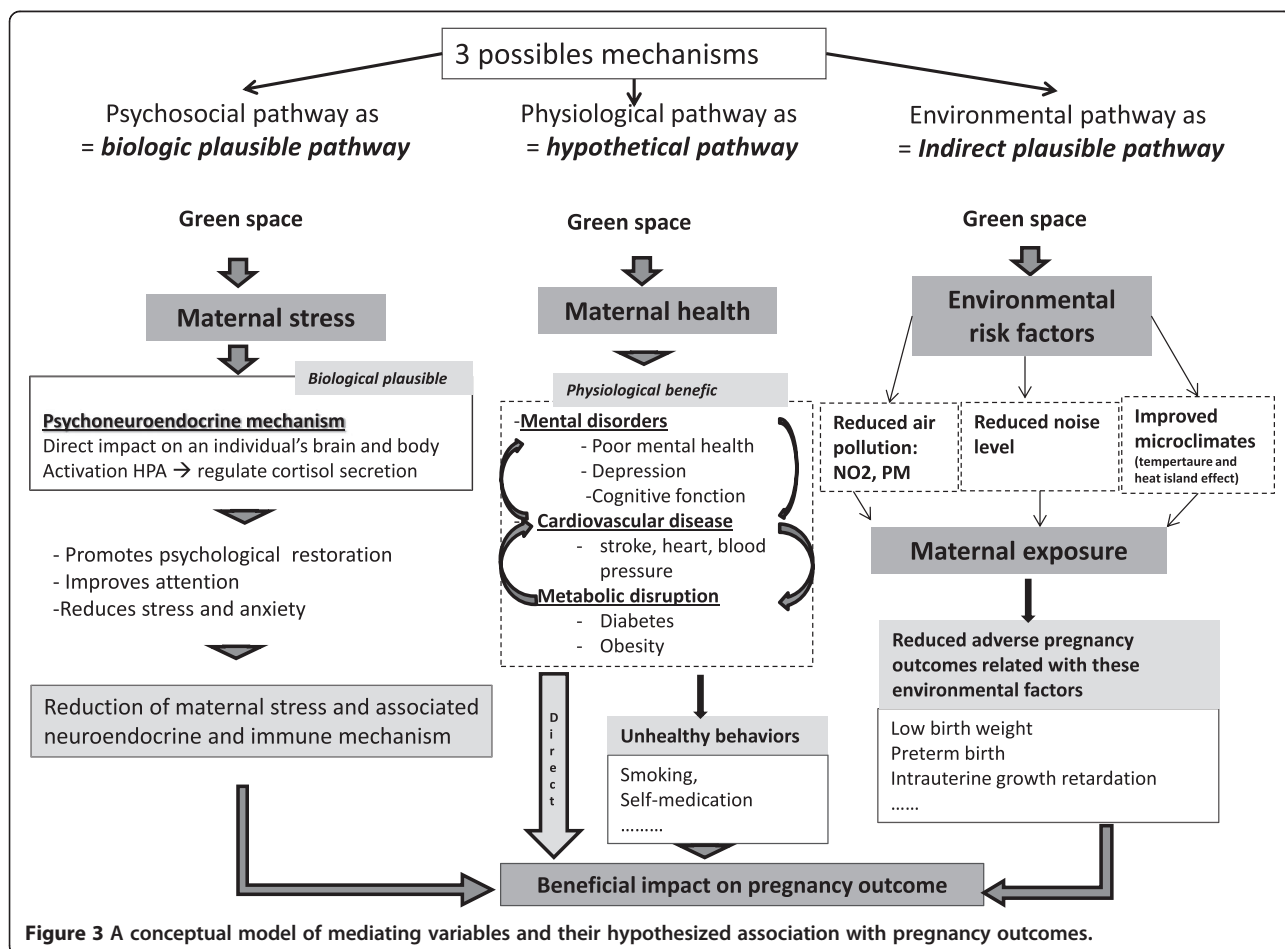 3 possibles mechanisms
Psychosocial pathway as
= biologic plausible pathway
Green space
Maternal stress
Biological plausible
Psychoneuroendocrine mechanism
Direct impact on an individual's brain and body
Activation HPA → regulate cortisol secretion
- Promotes psychological restoration
- Improves attention
-Reduces stress and anxiety
Reduction of maternal stress and associated
neuroendocrine and immune mechanism
Physiological pathway as
= hypothetical pathway
Green space
Maternal health
Physiological benefic
-Mental disorders
- Poor mental health
- Depression
-Cognitive fonction
- Cardiovascular disease
- stroke, heart, blood
pressure
Metabolic disruption
- Diabetes
- Obesity
Direct
Unhealthy behaviors
Smoking,
Self-medication
………
Environmental pathway as
= Indirect plausible pathway
Green space
Environmental
risk factors
Reduced air
pollution:
NO2, PM
Reduced noise
level
Improved
microclimates
(tempertaure and
heat island effect)
Maternal exposure
Reduced adverse pregnancy
outcomes related with these
environmental factors
Low birth weight
Preterm birth
Intrauterine growth retardation
……
Beneficial impact on pregnancy outcome
Figure 3 A conceptual model of mediating variables and their hypothesized association with pregnancy outcomes.